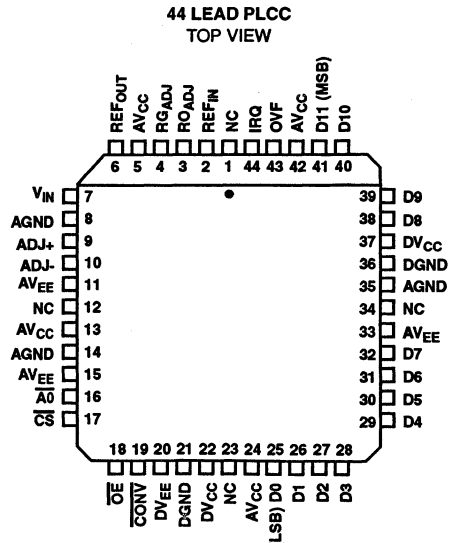 44 LEAD PLCC
TOP VIEW
REFOUT
AVCC
RGADJ
ROADJ
REFIN
NC
IRQ
OVF
AVCC
D11 (MSB)
D10
6 5 4 3 2 1 44 43 42 41 40
VIN 7
AGND 8
ADJ+ 9
ADJ- 10
AVEE 11
NC 12
AVCC 13
AGND 14
AVEE 15
A0 16
CS 17
39 D9
38 D8
37 DVCC
36 DGND
35 AGND
34 NC
33 AVEE
32 D7
31 D6
30 D5
29 D4
18 19 20 21 22 23 24 25 26 27 28
OE
CONV
DVEE
DGND
DVCC
NC
AVCC
LSB) D0
D1
D2
D3